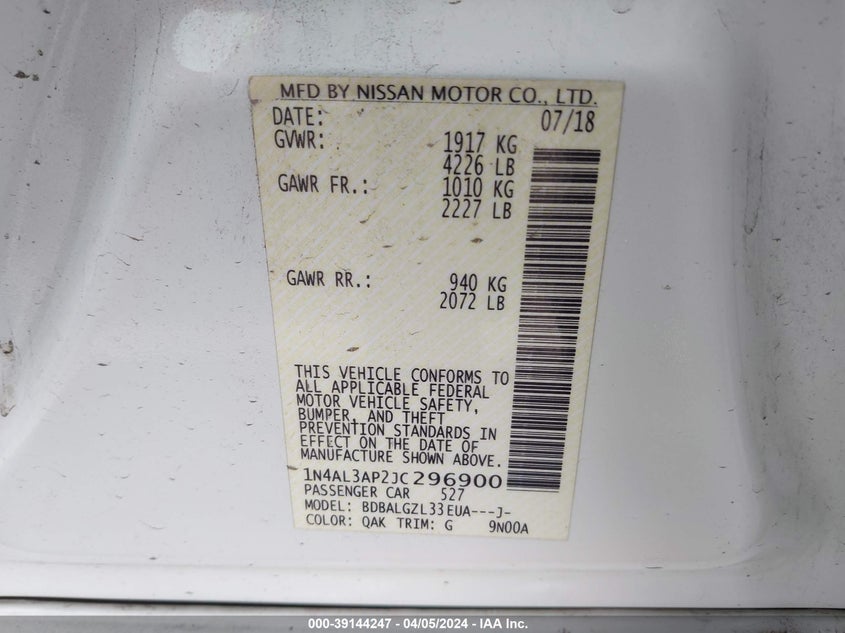 MFD BY NISSAN MOTOR CO., LTD.
DATE: 07/18
GVWR: 1917 KG
4226 LB
GAWR FR.: 1010 KG
2227 LB
GAWR RR.: 940 KG
2072 LB
THIS VEHICLE CONFORMS TO
ALL APPLICABLE FEDERAL
MOTOR VEHICLE SAFETY,
BUMPER, AND THEFT
PREVENTION STANDARDS IN
EFFECT ON THE DATE OF
MANUFACTURE SHOWN ABOVE.
1N4AL3AP2JC296900
PASSENGER CAR 527
MODEL: BDBALGZL33EUA---J-
COLOR: QAK TRIM: G 9N00A
000-39144247 - 04/05/2024 - IAA Inc.